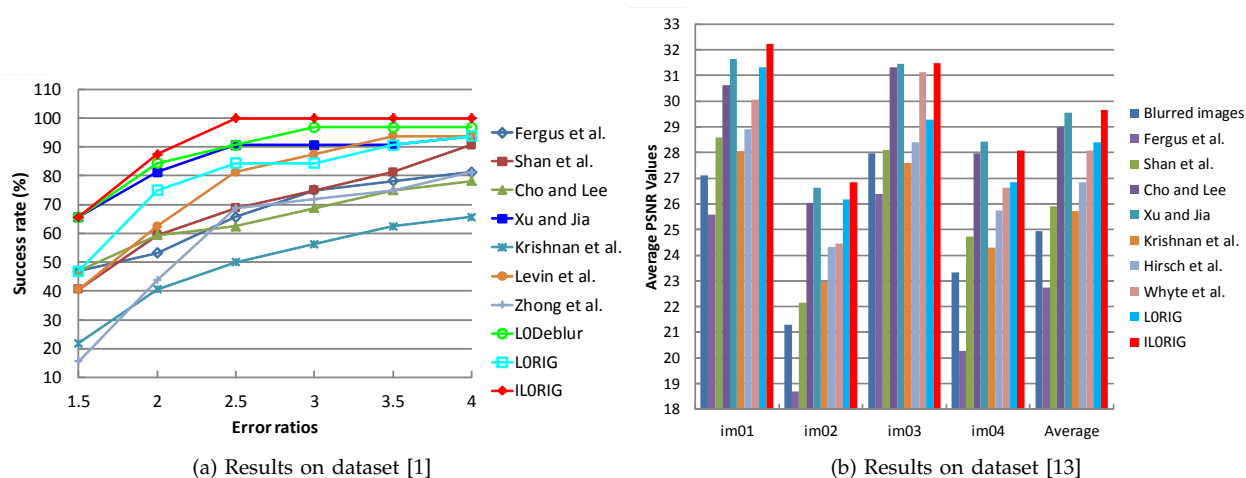 110
100
90
80
70
60
50
40
30
20
10
Success rate (%)
1.5 2 2.5 3 3.5 4
Error ratios
Fergus et al.
Shan et al.
Cho and Lee
Xu and Jia
Krishnan et al.
Levin et al.
Zhong et al.
L0Deblur
L0RIG
IL0RIG
(a) Results on dataset [1]
33
32
31
30
29
28
27
26
25
24
23
22
21
20
19
18
Average PSNR Values
im01 im02 im03 im04 Average
Blurred images
Fergus et al.
Shan et al.
Cho and Lee
Xu and Jia
Krishnan et al.
Hirsch et al.
Whyte et al.
L0RIG
IL0RIG
(b) Results on dataset [13]